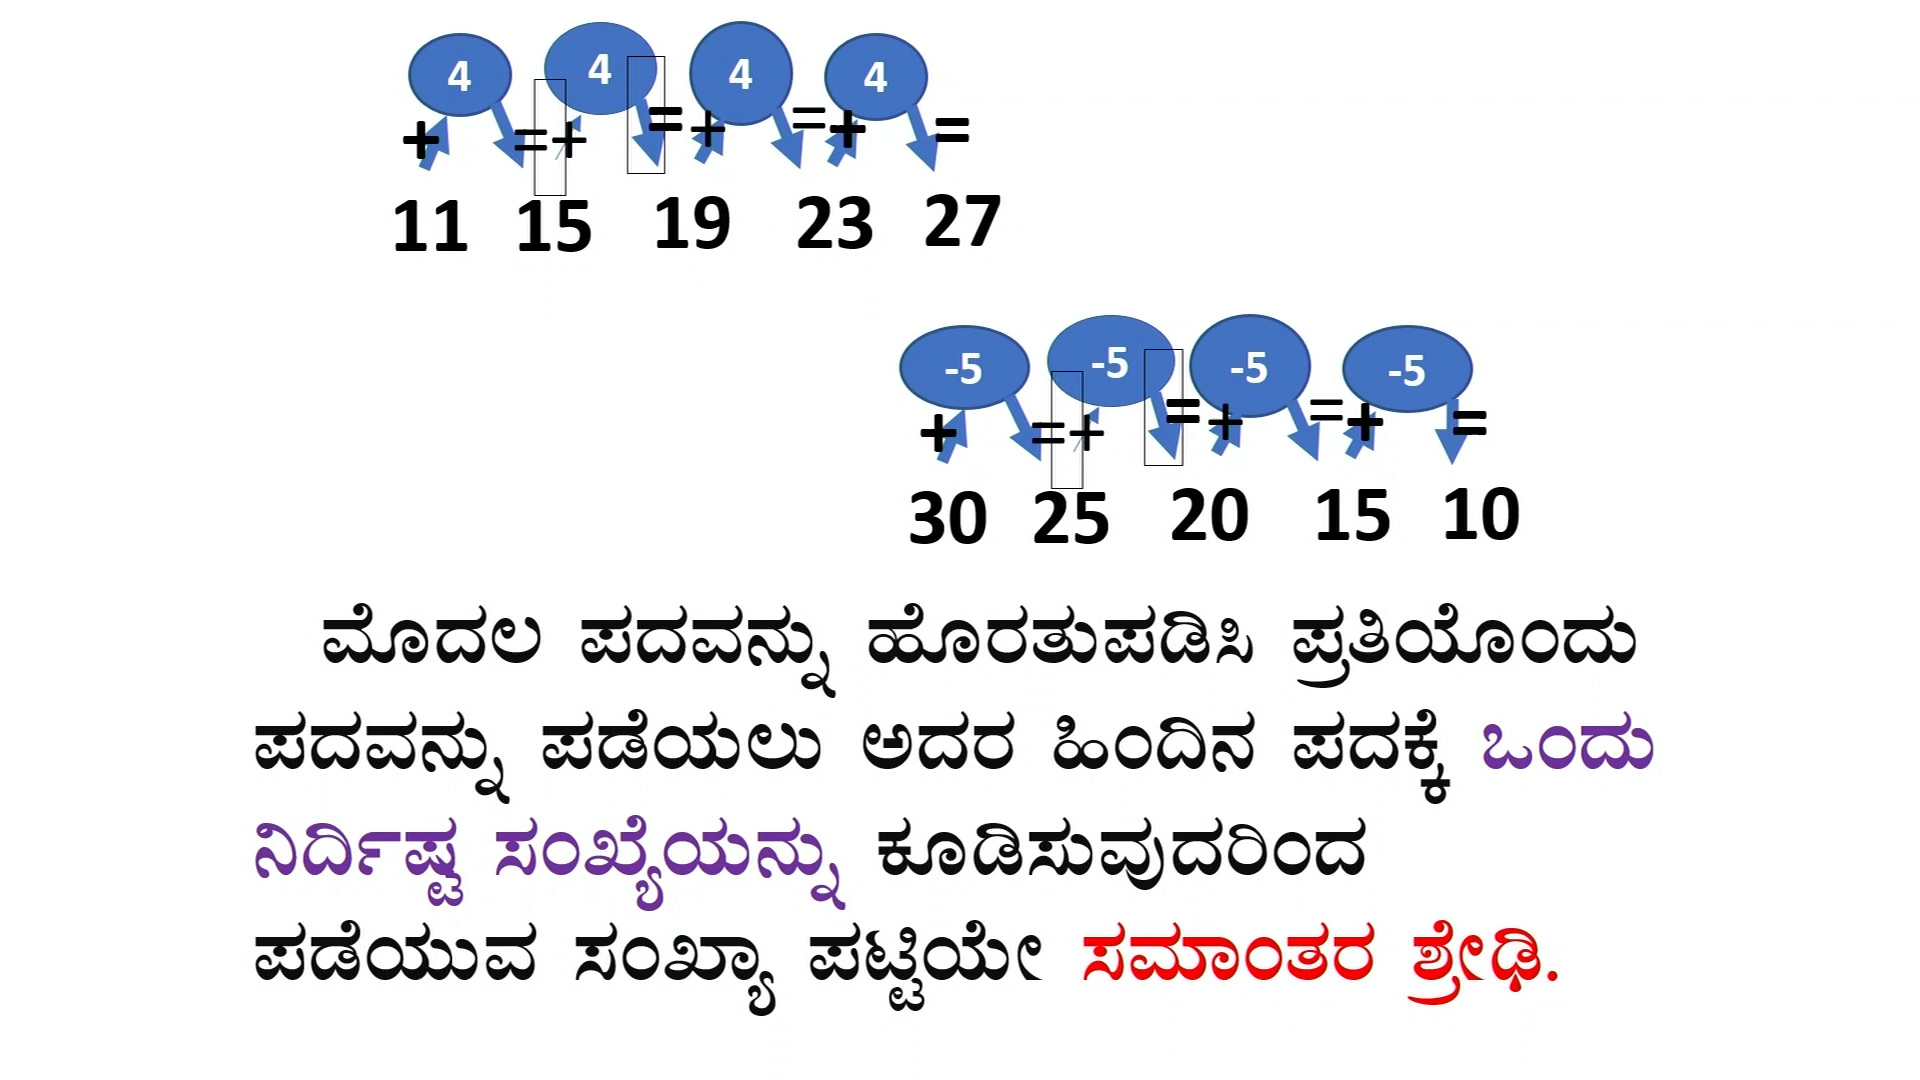 4 4 4 4
+ = + = + = + =
11 15 19 23 27
-5 -5 -5 -5
+ = + = + = + =
30 25 20 15 10
ಮೊದಲ ಪದವನ್ನು ಹೊರತುಪಡಿಸಿ ಪ್ರತಿಯೊಂದು
ಪದವನ್ನು ಪಡೆಯಲು ಅದರ ಹಿಂದಿನ ಪದಕ್ಕೆ ಒಂದು
ನಿರ್ದಿಷ್ಟ ಸಂಖ್ಯೆಯನ್ನು ಕೂಡಿಸುವುದರಿಂದ
ಪಡೆಯುವ ಸಂಖ್ಯಾ ಪಟ್ಟಿಯೇ ಸಮಾಂತರ ಶ್ರೇಢಿ.